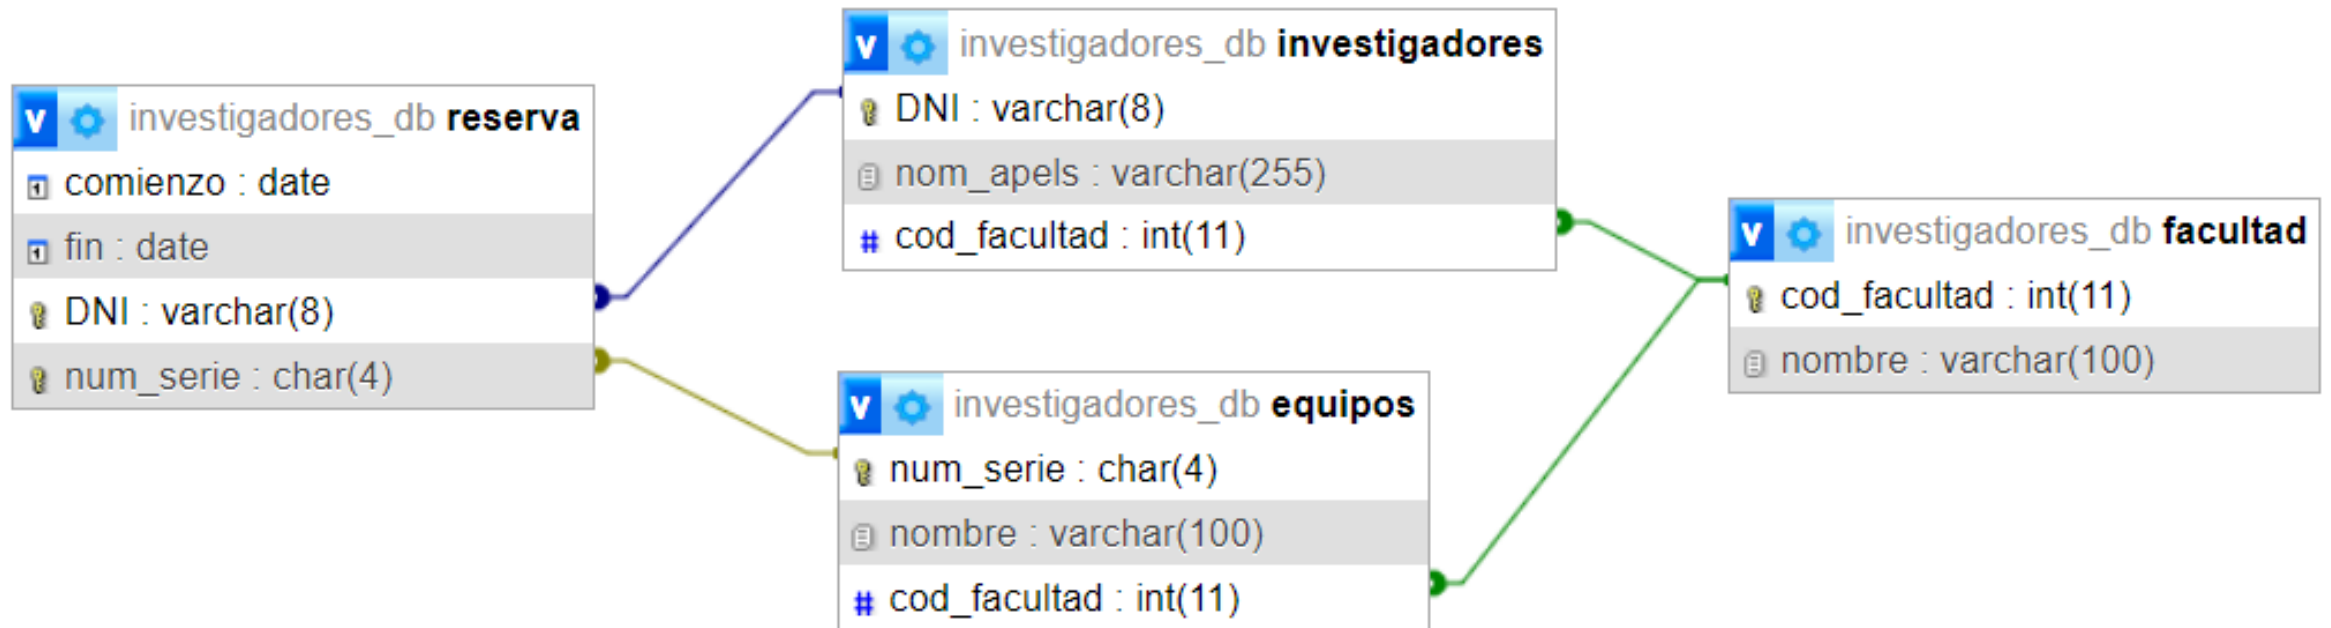 v investigadores_db reserva
comienzo : date
fin : date
DNI : varchar(8)
num_serie : char(4)
v investigadores_db investigadores
DNI : varchar(8)
nom_apels : varchar(255)
# cod_facultad : int(11)
v investigadores_db equipos
num_serie : char(4)
nombre : varchar(100)
# cod_facultad : int(11)
v investigadores_db facultad
cod_facultad : int(11)
nombre : varchar(100)